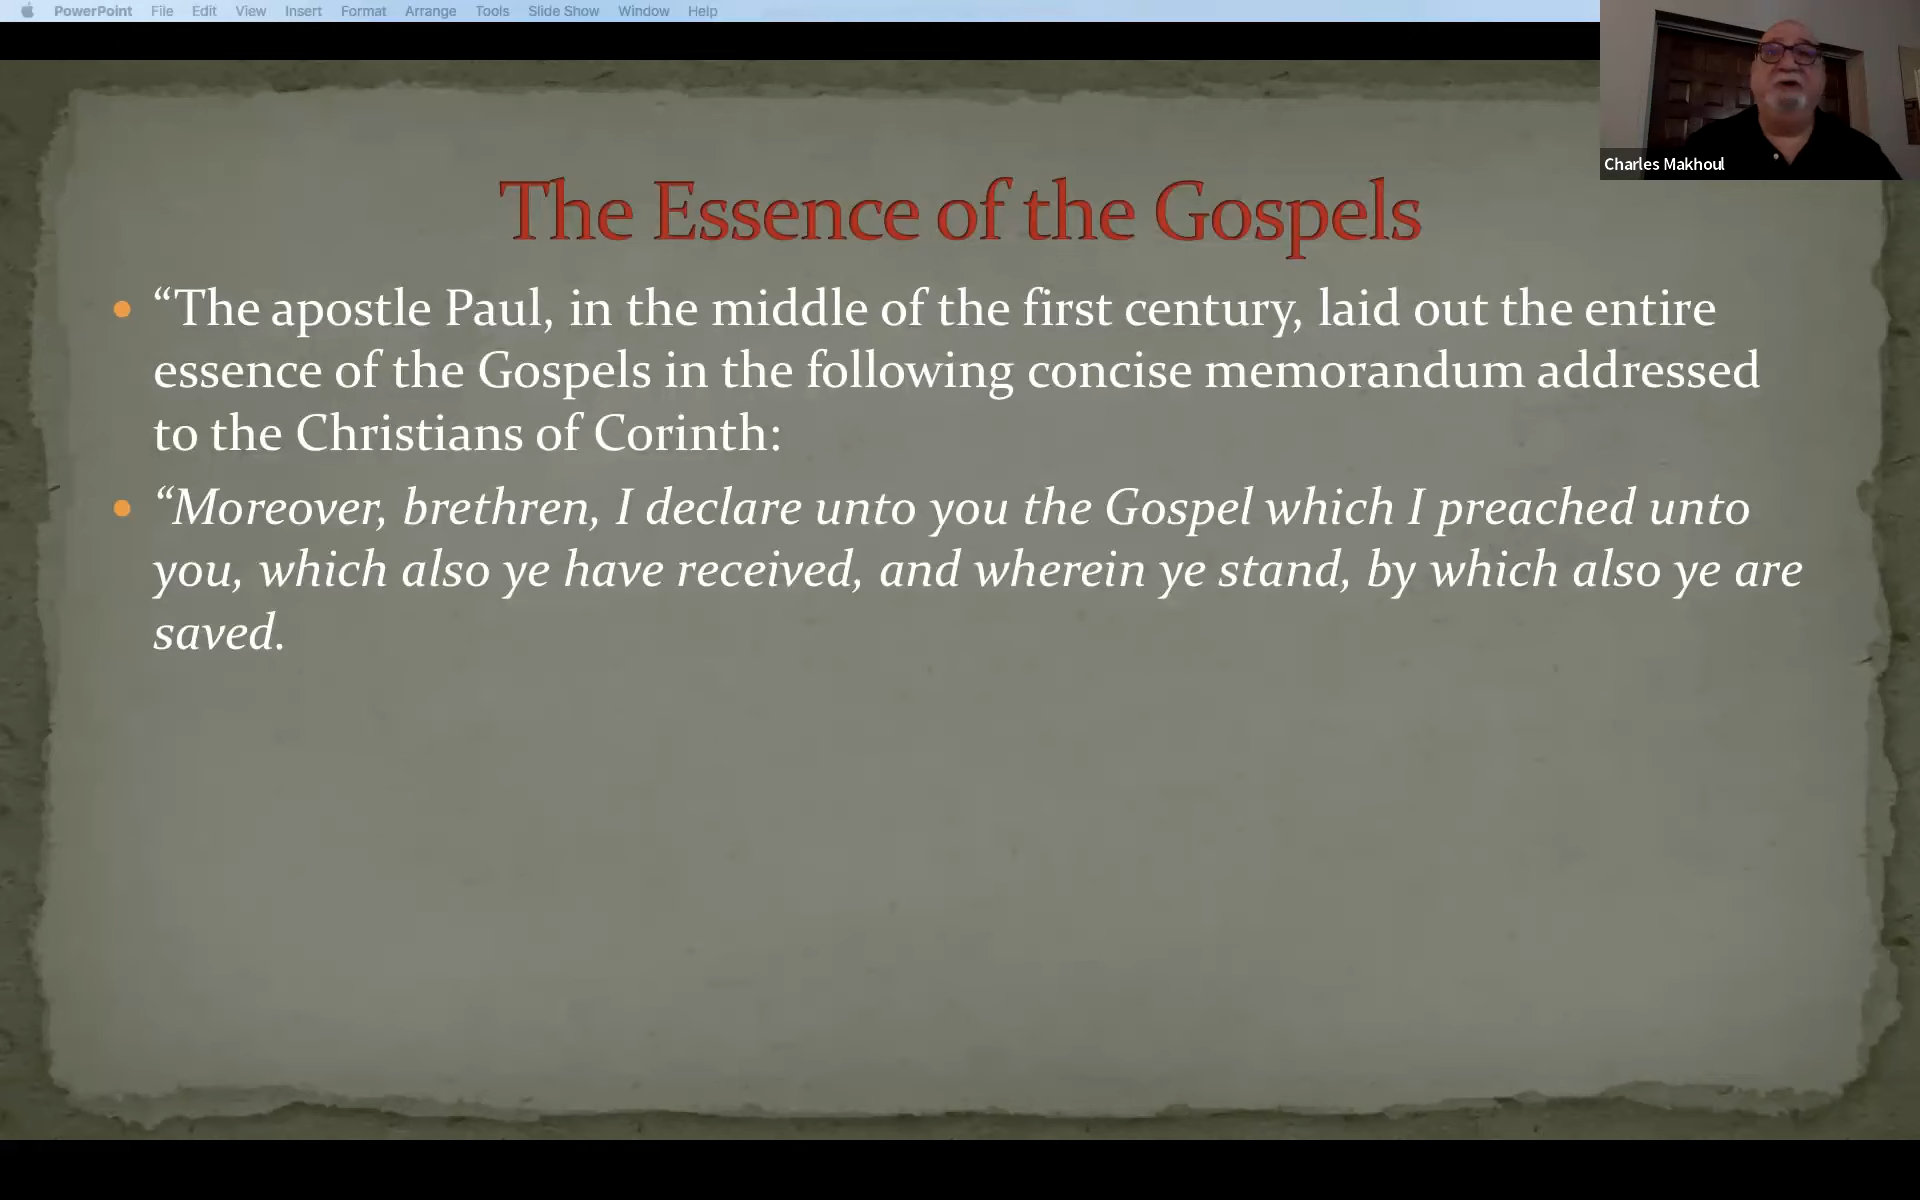 PowerPoint File Edit View Insert Format Arrange Tools Slide Show Window Help
Charles Makhoul
The Essence of the Gospels
• “The apostle Paul, in the middle of the first century, laid out the entire
essence of the Gospels in the following concise memorandum addressed
to the Christians of Corinth:
• “Moreover, brethren, I declare unto you the Gospel which I preached unto
you, which also ye have received, and wherein ye stand, by which also ye are
saved.